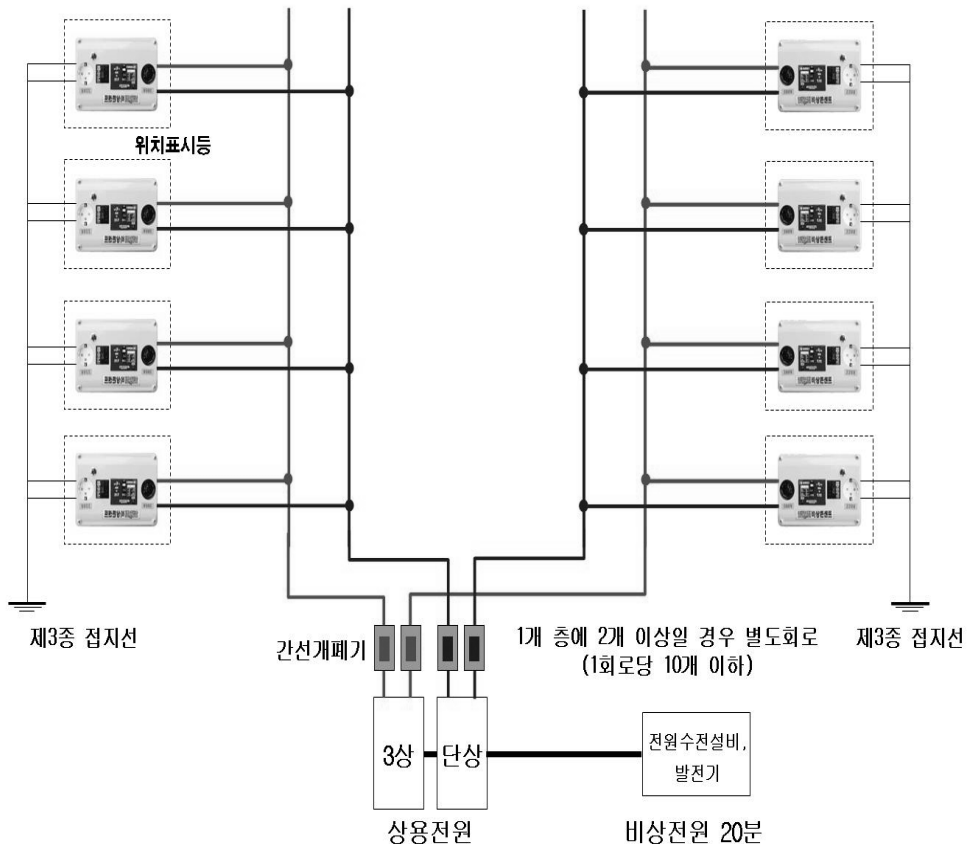 위치표시등
제3종 접지선
간선개폐기
1개 층에 2개 이상일 경우 별도회로
(1회로당 10개 이하)
제3종 접지선
3상
단상
전원수전설비,
발전기
상용전원
비상전원 20분